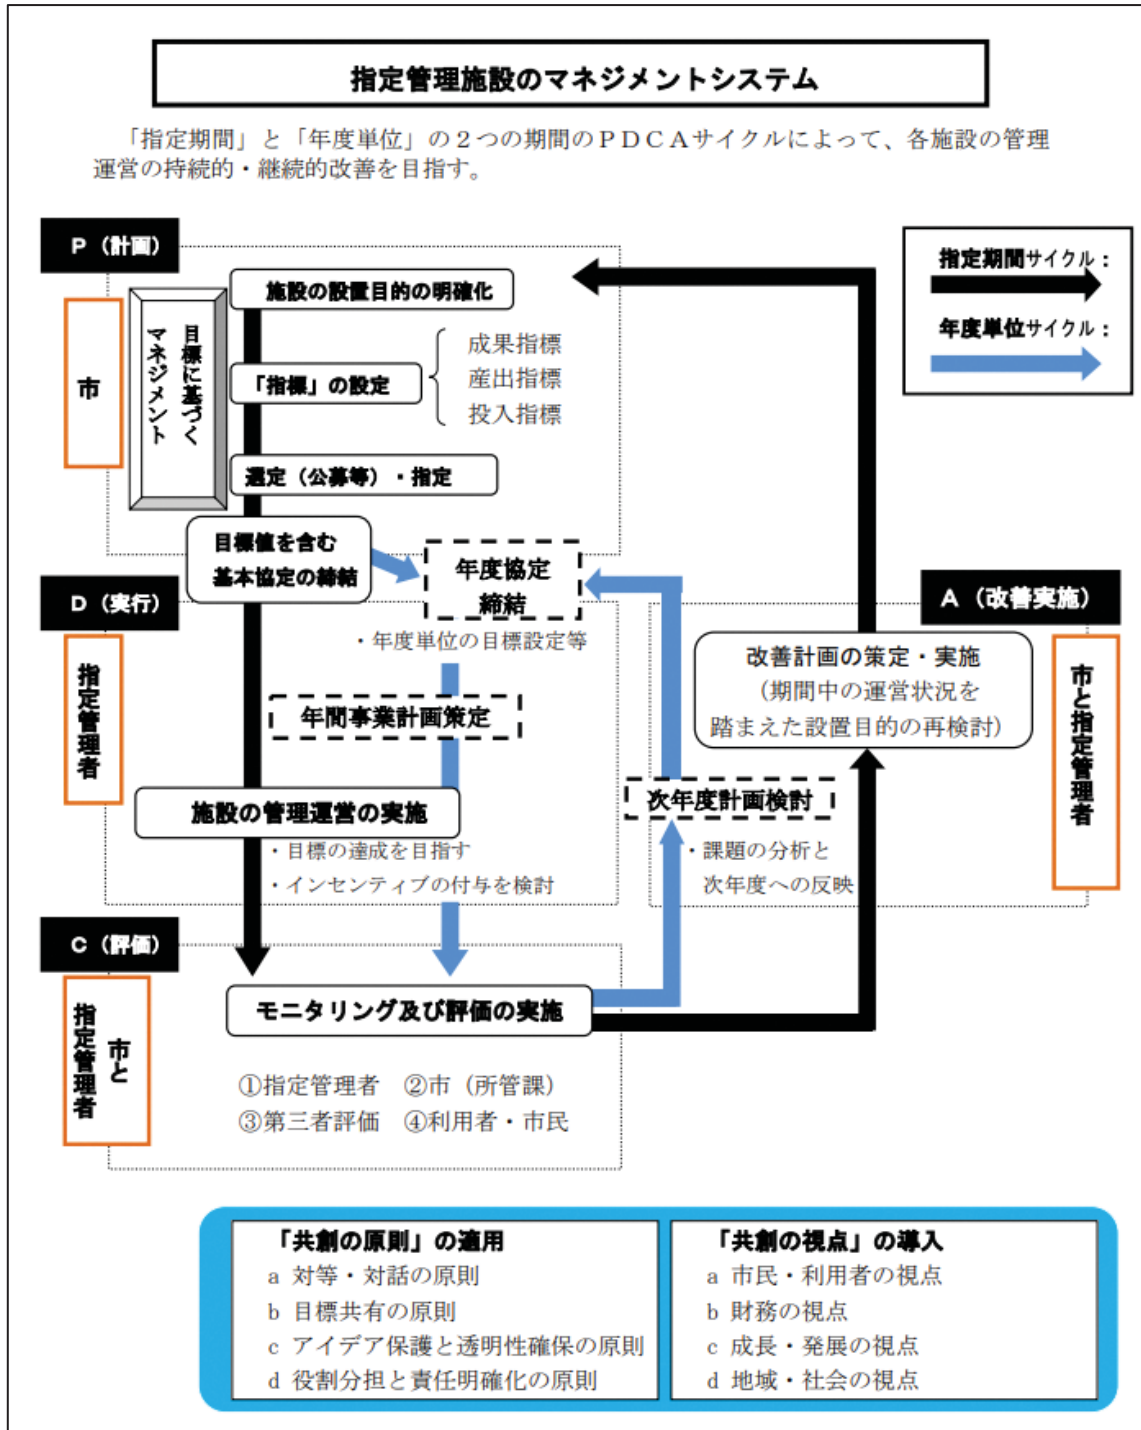 指定管理施設のマネジメントシステム
「指定期間」と「年度単位」の２つの期間のＰＤＣＡサイクルによって、各施設の管理
運営の持続的・継続的改善を目指す。
Ｐ（計画）
市
目標に基づく
マネジメント
施設の設置目的の明確化
「指標」の設定
成果指標
産出指標
投入指標
選定（公募等）・指定
目標値を含む
基本協定の締結
指定期間サイクル：
年度単位サイクル：
年度協定
締結
・年度単位の目標設定等
Ｄ（実行）
指定管理者
年間事業計画策定
施設の管理運営の実施
・目標の達成を目指す
・インセンティブの付与を検討
Ａ（改善実施）
市と指定管理者
改善計画の策定・実施
（期間中の運営状況を
踏まえた設置目的の再検討）
次年度計画検討
・課題の分析と
次年度への反映
Ｃ（評価）
市と
指定管理者
モニタリング及び評価の実施
①指定管理者　②市（所管課）
③第三者評価　④利用者・市民
「共創の原則」の適用
a 対等・対話の原則
b 目標共有の原則
c アイデア保護と透明性確保の原則
d 役割分担と責任明確化の原則
「共創の視点」の導入
a 市民・利用者の視点
b 財務の視点
c 成長・発展の視点
d 地域・社会の視点